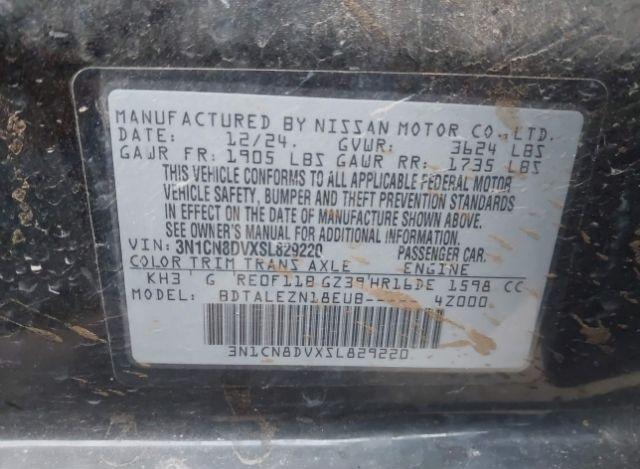 MANUFACTURED BY NISSAN MOTOR CO.,LTD.
DATE: 12/24. GVWR: 3624 LBS
GAWR FR: 1905 LBS GAWR RR: 1735 LBS
THIS VEHICLE CONFORMS TO ALL APPLICABLE FEDERAL MOTOR
VEHICLE SAFETY, BUMPER AND THEFT PREVENTION STANDARDS
IN EFFECT ON THE DATE OF MANUFACTURE SHOWN ABOVE.
SEE OWNER'S MANUAL FOR ADDITIONAL INFORMATION
VIN: 3N1CN8DVXSL829220 PASSENGER CAR.
COLOR TRIM TRANS AXLE ENGINE
KH3 G RE0F11B GZ39 HR16DE 1598 CC
MODEL: BDTALEZN18EUB----- 4Z000
3N1CN8DVXSL829220